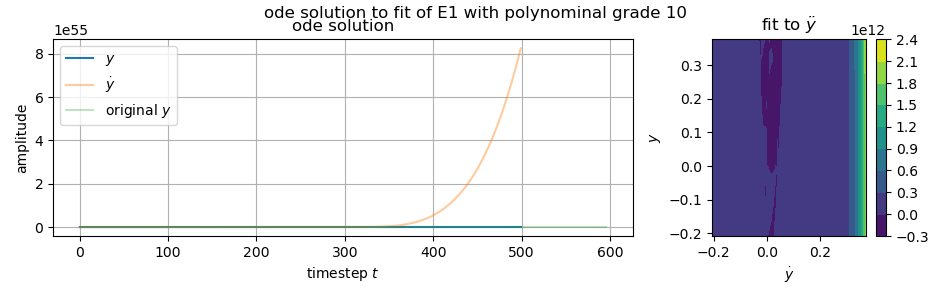 ode solution to fit of E1 with polynominal grade 10
ode solution
1e55
y
ẏ
original y
8
6
4
2
0
amplitude
0 100 200 300 400 500 600
timestep t
fit to ÿ
1e12
0.3
0.2
0.1
0.0
−0.1
−0.2
y
−0.2 0.0 0.2
ẏ
2.4
2.1
1.8
1.5
1.2
0.9
0.6
0.3
0.0
−0.3